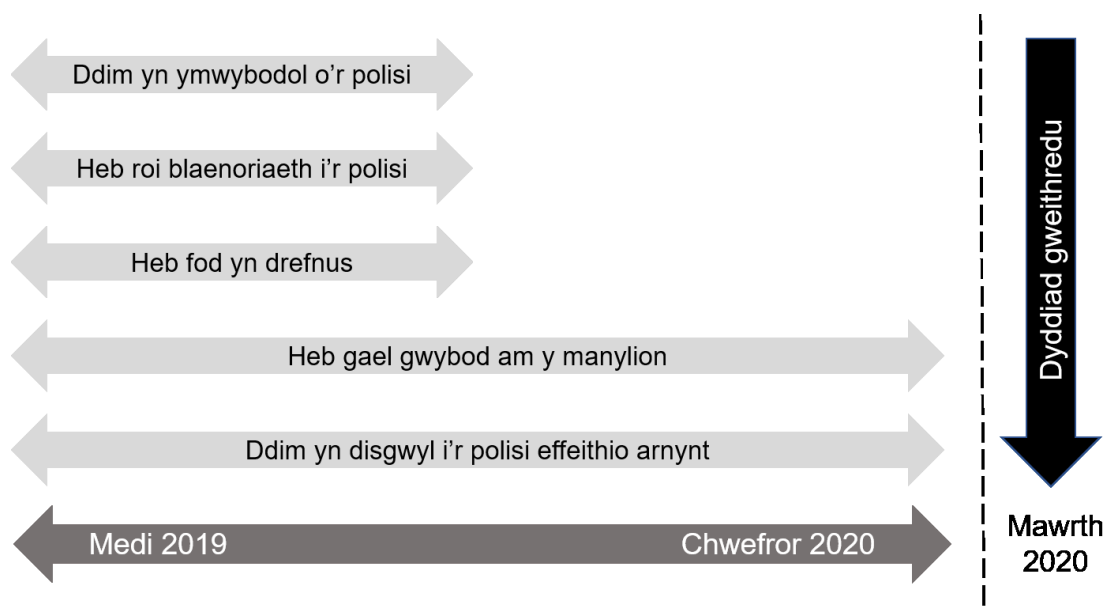 Ddim yn ymwybodol o'r polisi
Heb roi blaenoriaeth i'r polisi
Heb fod yn drefnus
Heb gael gwybod am y manylion
Ddim yn disgwyl i'r polisi effeithio arnynt
Medi 2019
Chwefror 2020
Dyddiad gweithredu
Mawrth
2020